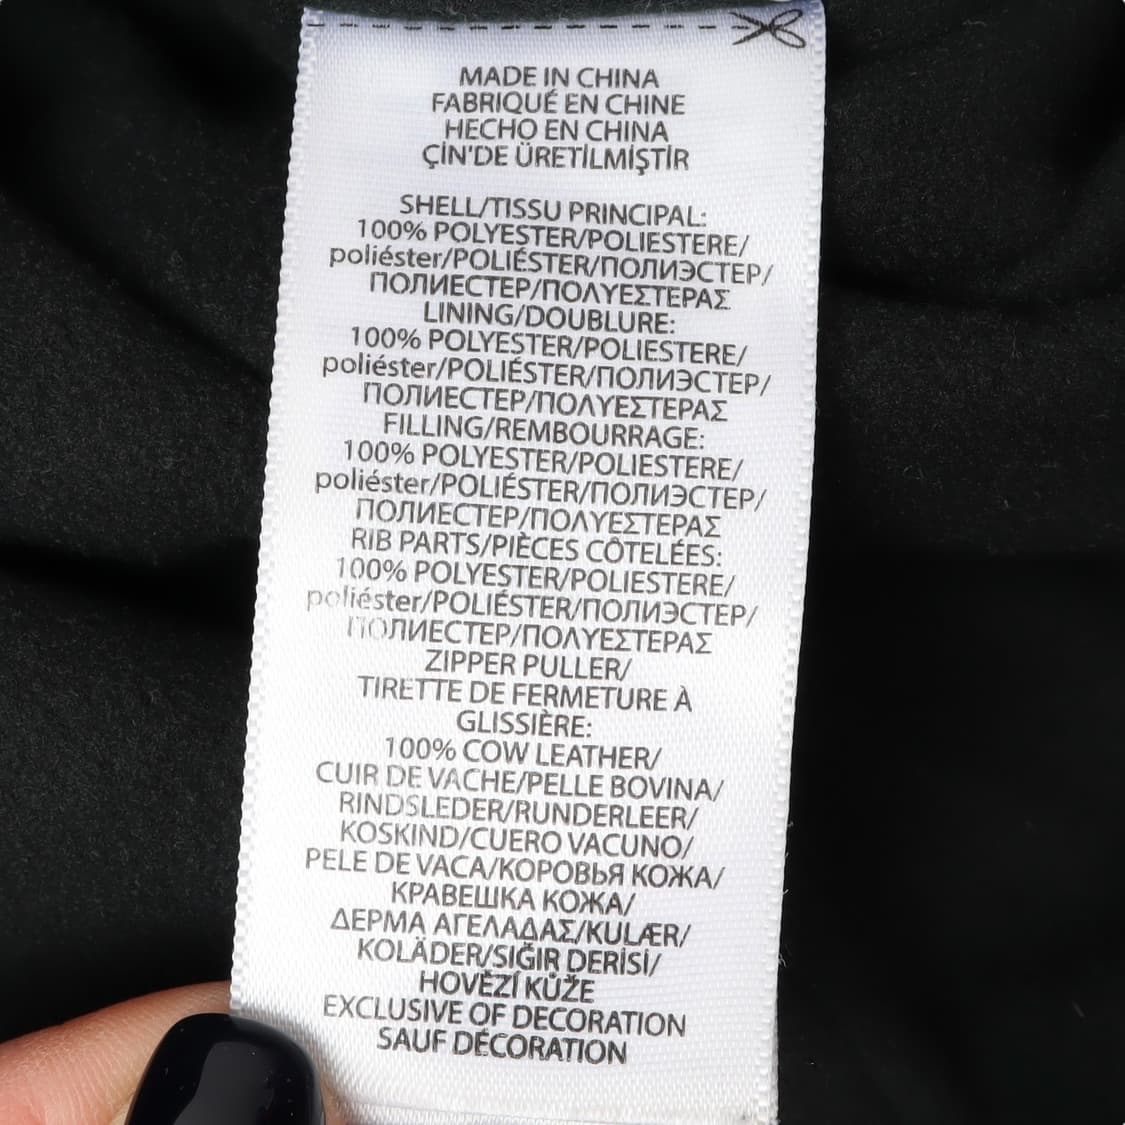 MADE IN CHINA
FABRIQUÉ EN CHINE
HECHO EN CHINA
ÇİN'DE ÜRETİLMİŞTİR
SHELL/TISSU PRINCIPAL:
100% POLYESTER/POLIESTERE/
poliéster/POLIÉSTER/ПОЛИЭСТЕР/
ПОЛИЕСТЕР/ΠΟΛΥΕΣΤΕΡΑΣ
LINING/DOUBLURE:
100% POLYESTER/POLIESTERE/
poliéster/POLIÉSTER/ПОЛИЭСТЕР/
ПОЛИЕСТЕР/ΠΟΛΥΕΣΤΕΡΑΣ
FILLING/REMBOURRAGE:
100% POLYESTER/POLIESTERE/
poliéster/POLIÉSTER/ПОЛИЭСТЕР/
ПОЛИЕСТЕР/ΠΟΛΥΕΣΤΕΡΑΣ
RIB PARTS/PIÈCES CÔTELÉES:
100% POLYESTER/POLIESTERE/
poliéster/POLIÉSTER/ПОЛИЭСТЕР/
ПОЛИЕСТЕР/ΠΟΛΥΕΣΤΕΡΑΣ
ZIPPER PULLER/
TIRETTE DE FERMETURE À
GLISSIÈRE:
100% COW LEATHER/
CUIR DE VACHE/PELLE BOVINA/
RINDSLEDER/RUNDERLEER/
KOSKIND/CUERO VACUNO/
PELE DE VACA/КОРОВЬЯ КОЖА/
КРАВЕШКА КОЖА/
ΔΕΡΜΑ ΑΓΕΛΑΔΑΣ/KULÆR/
KOLÄDER/SIĞIR DERİSİ/
HOVĚZÍ KŮŽE
EXCLUSIVE OF DECORATION
SAUF DÉCORATION